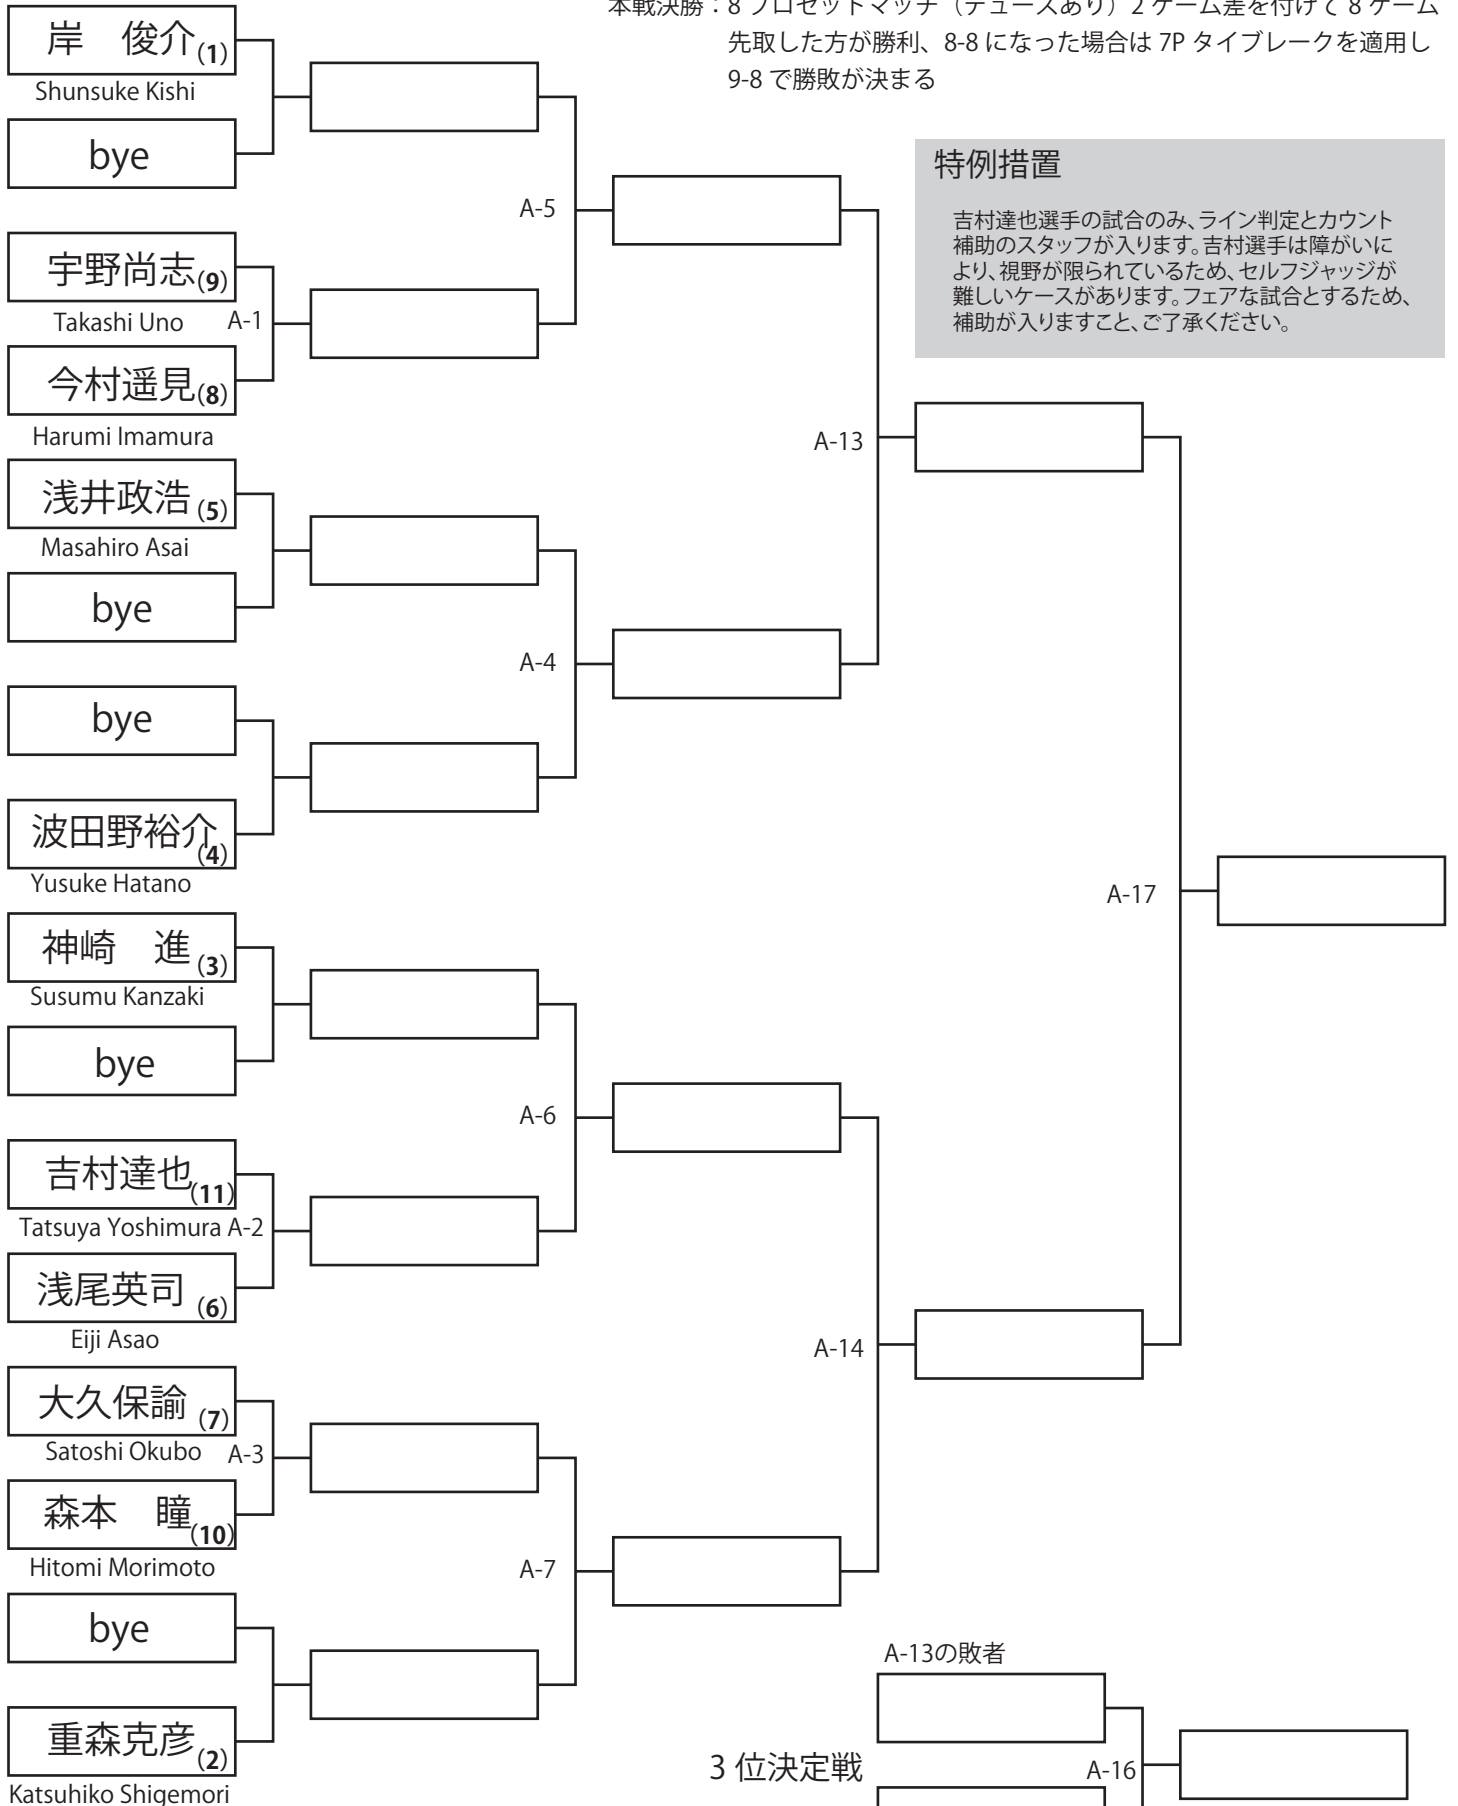 本戦決勝：8 プロセットマッチ（デュースあり）2 ゲーム差を付けて 8 ゲーム
先取した方が勝利、8-8 になった場合は 7P タイブレークを適用し
9-8 で勝敗が決まる
特例措置
吉村達也選手の試合のみ、ライン判定とカウント
補助のスタッフが入ります。吉村選手は障がいに
より、視野が限られているため、セルフジャッジが
難しいケースがあります。フェアな試合とするため、
補助が入りますこと、ご了承ください。
岸　俊介(1)
Shunsuke Kishi
bye
A-5
宇野尚志(9)
Takashi Uno
A-1
今村遥見(8)
Harumi Imamura
A-13
浅井政浩(5)
Masahiro Asai
bye
A-4
bye
波田野裕介(4)
Yusuke Hatano
A-17
神崎　進(3)
Susumu Kanzaki
bye
A-6
吉村達也(11)
Tatsuya Yoshimura
A-2
浅尾英司(6)
Eiji Asao
A-14
大久保諭(7)
Satoshi Okubo
A-3
森本　瞳(10)
Hitomi Morimoto
A-7
bye
重森克彦(2)
Katsuhiko Shigemori
A-13の敗者
3 位決定戦
A-16